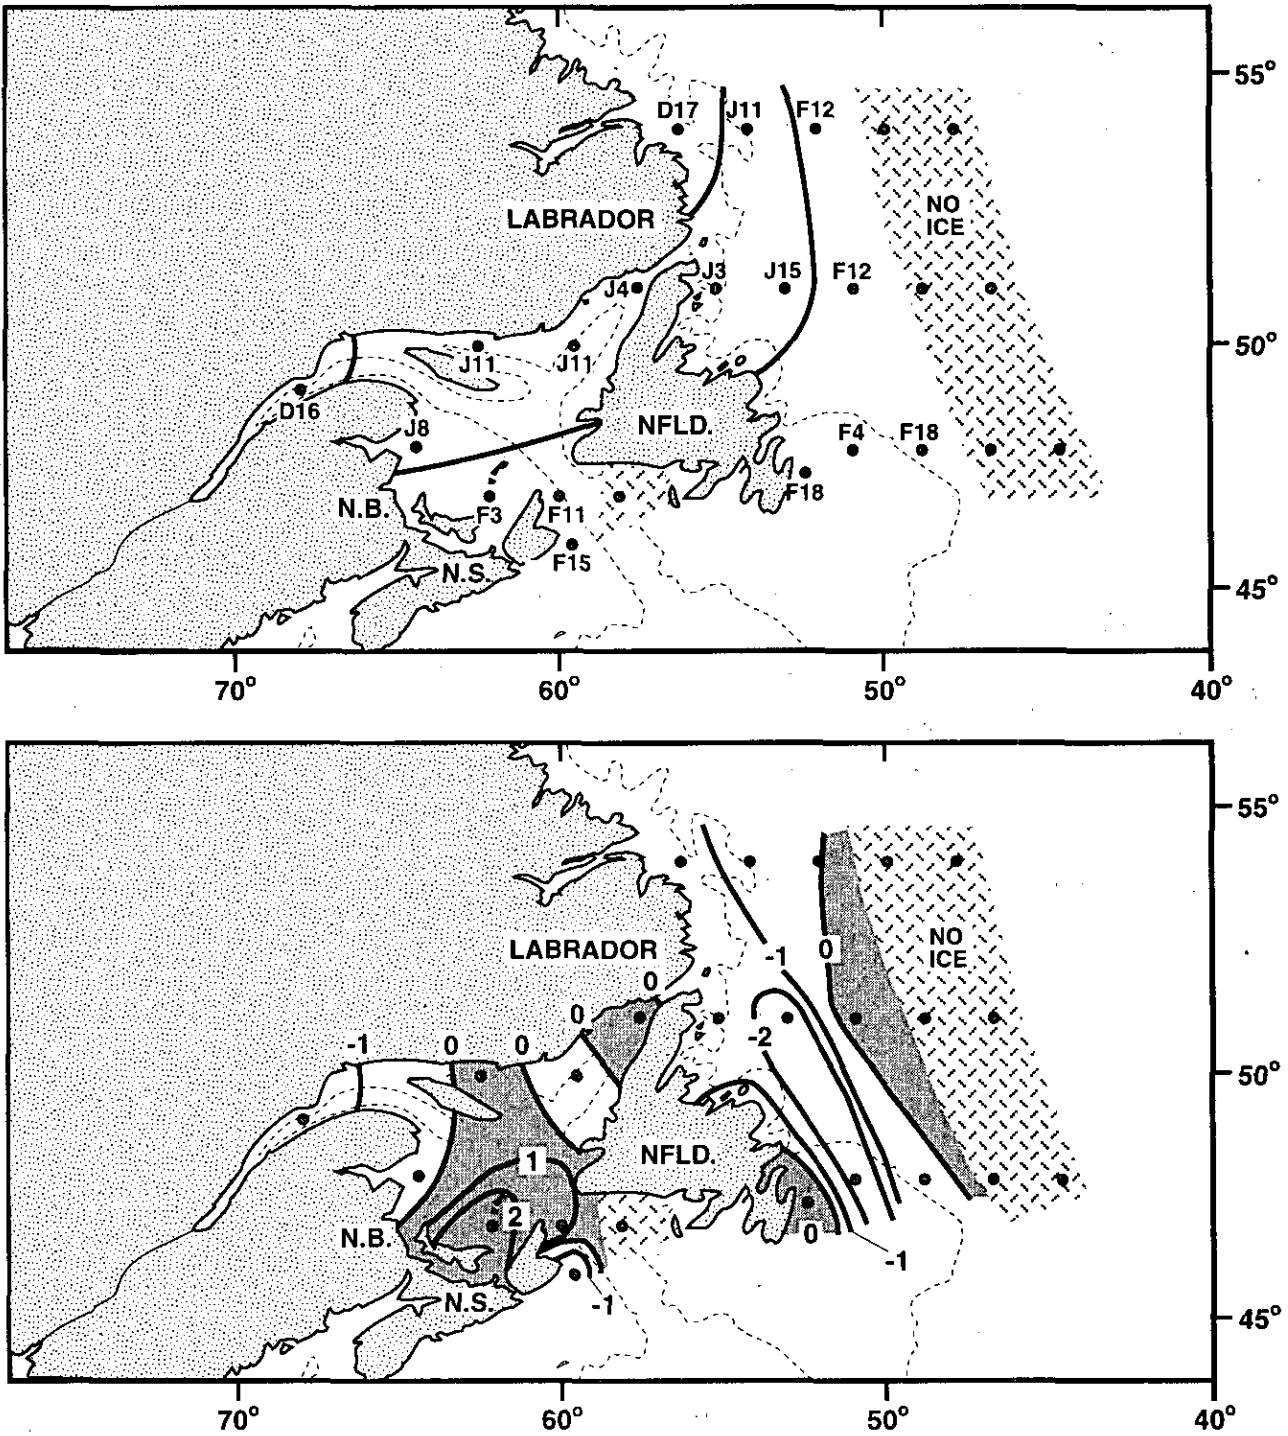 55°
D17 J11 F12
NO
ICE
LABRADOR
J4 J3 J15 F12
50°
J11 J11
D16
J8 NFLD. F4 F18
F18
N.B. F3 F11
F15
N.S.
45°
70° 60° 50° 40°
55°
LABRADOR -1 0 NO
ICE
0
0
-1 0 0 -2
50°
1 NFLD.
2
N.B. 0
-1
N.S. -1
45°
70° 60° 50° 40°